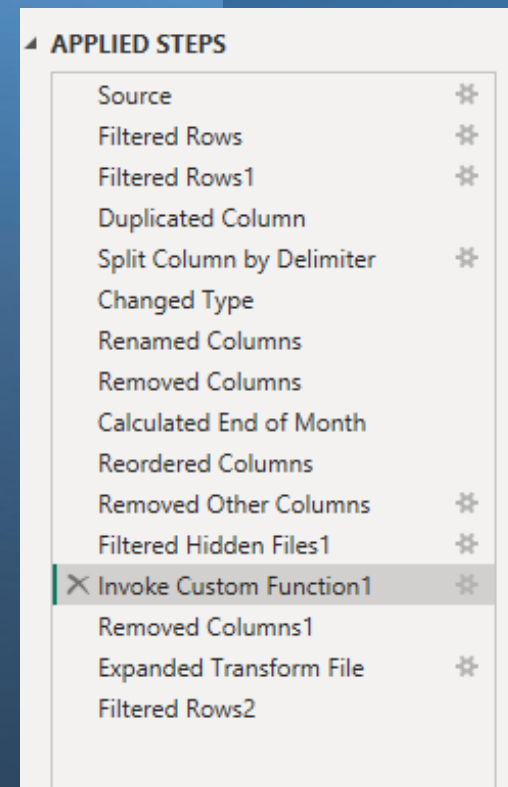 APPLIED STEPS
Source
Filtered Rows
Filtered Rows1
Duplicated Column
Split Column by Delimiter
Changed Type
Renamed Columns
Removed Columns
Calculated End of Month
Reordered Columns
Removed Other Columns
Filtered Hidden Files1
Invoke Custom Function1
Removed Columns1
Expanded Transform File
Filtered Rows2